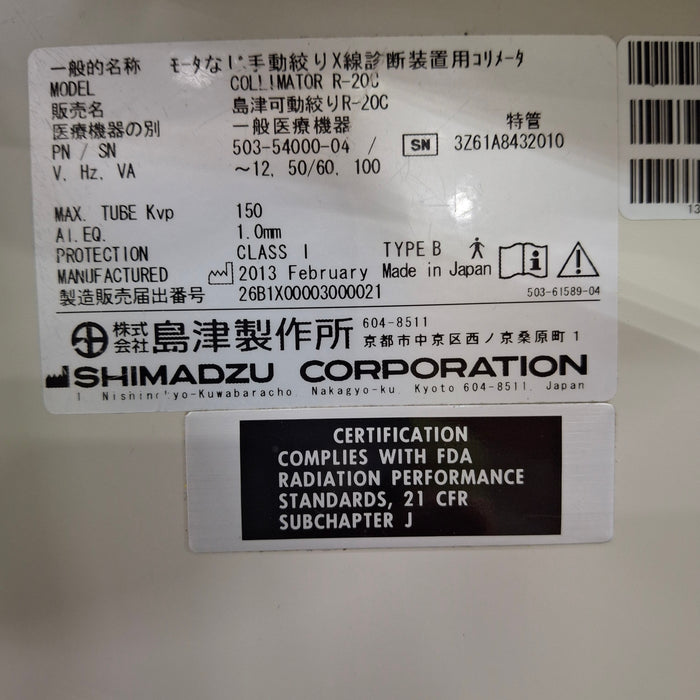 一般的名称 モータなし手動絞りX線診断装置用コリメータ
MODEL COLLIMATOR R-20C
販売名 島津可動絞りR-20C
医療機器の別 一般医療機器 特管
PN / SN 503-54000-04 / SN 3Z61A8432010
V, Hz, VA ～12, 50/60, 100
MAX. TUBE Kvp 150
Al.EQ. 1.0mm
PROTECTION CLASS I TYPE B
MANUFACTURED 2013 February Made in Japan
製造販売届出番号 26B1X00003000021 503-61589-04
株式会社 島津製作所 604-8511 京都市中京区西ノ京桑原町 1
SHIMADZU CORPORATION
1, Nishinokyo-Kuwabaracho, Nakagyo-ku, Kyoto 604-8511, Japan
CERTIFICATION
COMPLIES WITH FDA
RADIATION PERFORMANCE
STANDARDS, 21 CFR
SUBCHAPTER J
13